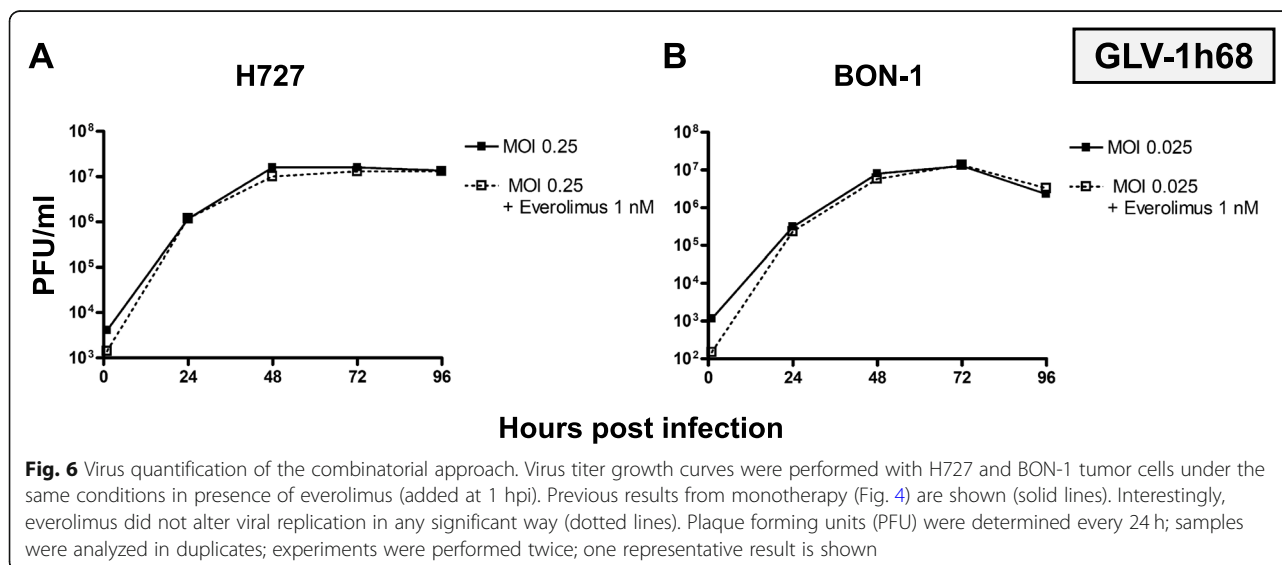 A
H727
B
BON-1
GLV-1h68
PFU/ml
10⁸
10⁷
10⁶
10⁵
10⁴
10³
0
24
48
72
96
MOI 0.25
MOI 0.25
+ Everolimus 1 nM
10⁸
10⁷
10⁶
10⁵
10⁴
10³
10²
0
24
48
72
96
MOI 0.025
MOI 0.025
+ Everolimus 1 nM
Hours post infection
Fig. 6 Virus quantification of the combinatorial approach. Virus titer growth curves were performed with H727 and BON-1 tumor cells under the
same conditions in presence of everolimus (added at 1 hpi). Previous results from monotherapy (Fig. 4) are shown (solid lines). Interestingly,
everolimus did not alter viral replication in any significant way (dotted lines). Plaque forming units (PFU) were determined every 24 h; samples
were analyzed in duplicates; experiments were performed twice; one representative result is shown